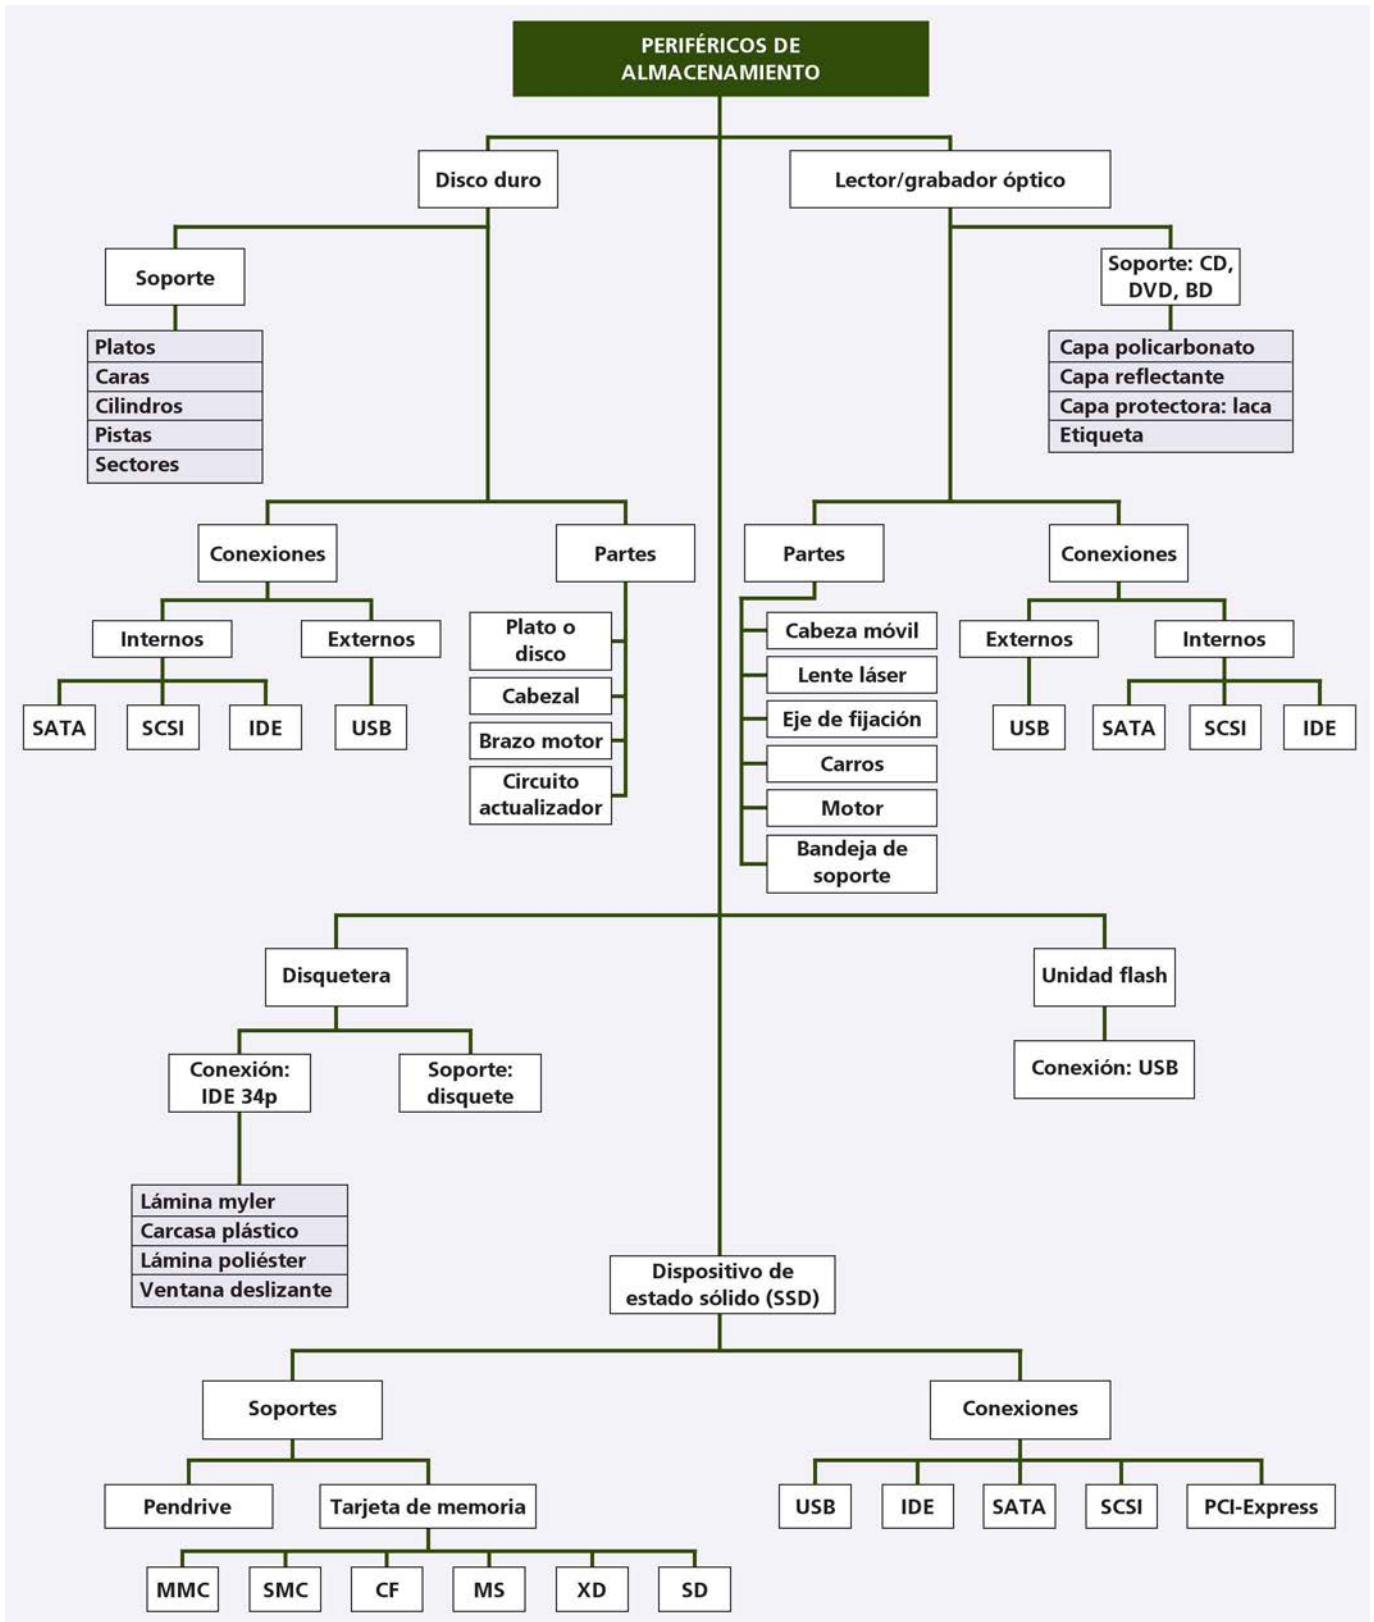 PERIFÉRICOS DE
ALMACENAMIENTO
Disco duro
Lector/grabador óptico
Soporte
Soporte: CD,
DVD, BD
Platos
Caras
Cilindros
Pistas
Sectores
Capa policarbonato
Capa reflectante
Capa protectora: laca
Etiqueta
Conexiones
Partes
Partes
Conexiones
Internos
Externos
SATA
SCSI
IDE
USB
Plato o
disco
Cabezal
Brazo motor
Circuito
actualizador
Cabeza móvil
Lente láser
Eje de fijación
Carros
Motor
Bandeja de
soporte
Externos
Internos
USB
SATA
SCSI
IDE
Disquetera
Unidad flash
Conexión:
IDE 34p
Soporte:
disquete
Conexión: USB
Lámina myler
Carcasa plástico
Lámina poliéster
Ventana deslizante
Dispositivo de
estado sólido (SSD)
Soportes
Conexiones
Pendrive
Tarjeta de memoria
USB
IDE
SATA
SCSI
PCI-Express
MMC
SMC
CF
MS
XD
SD